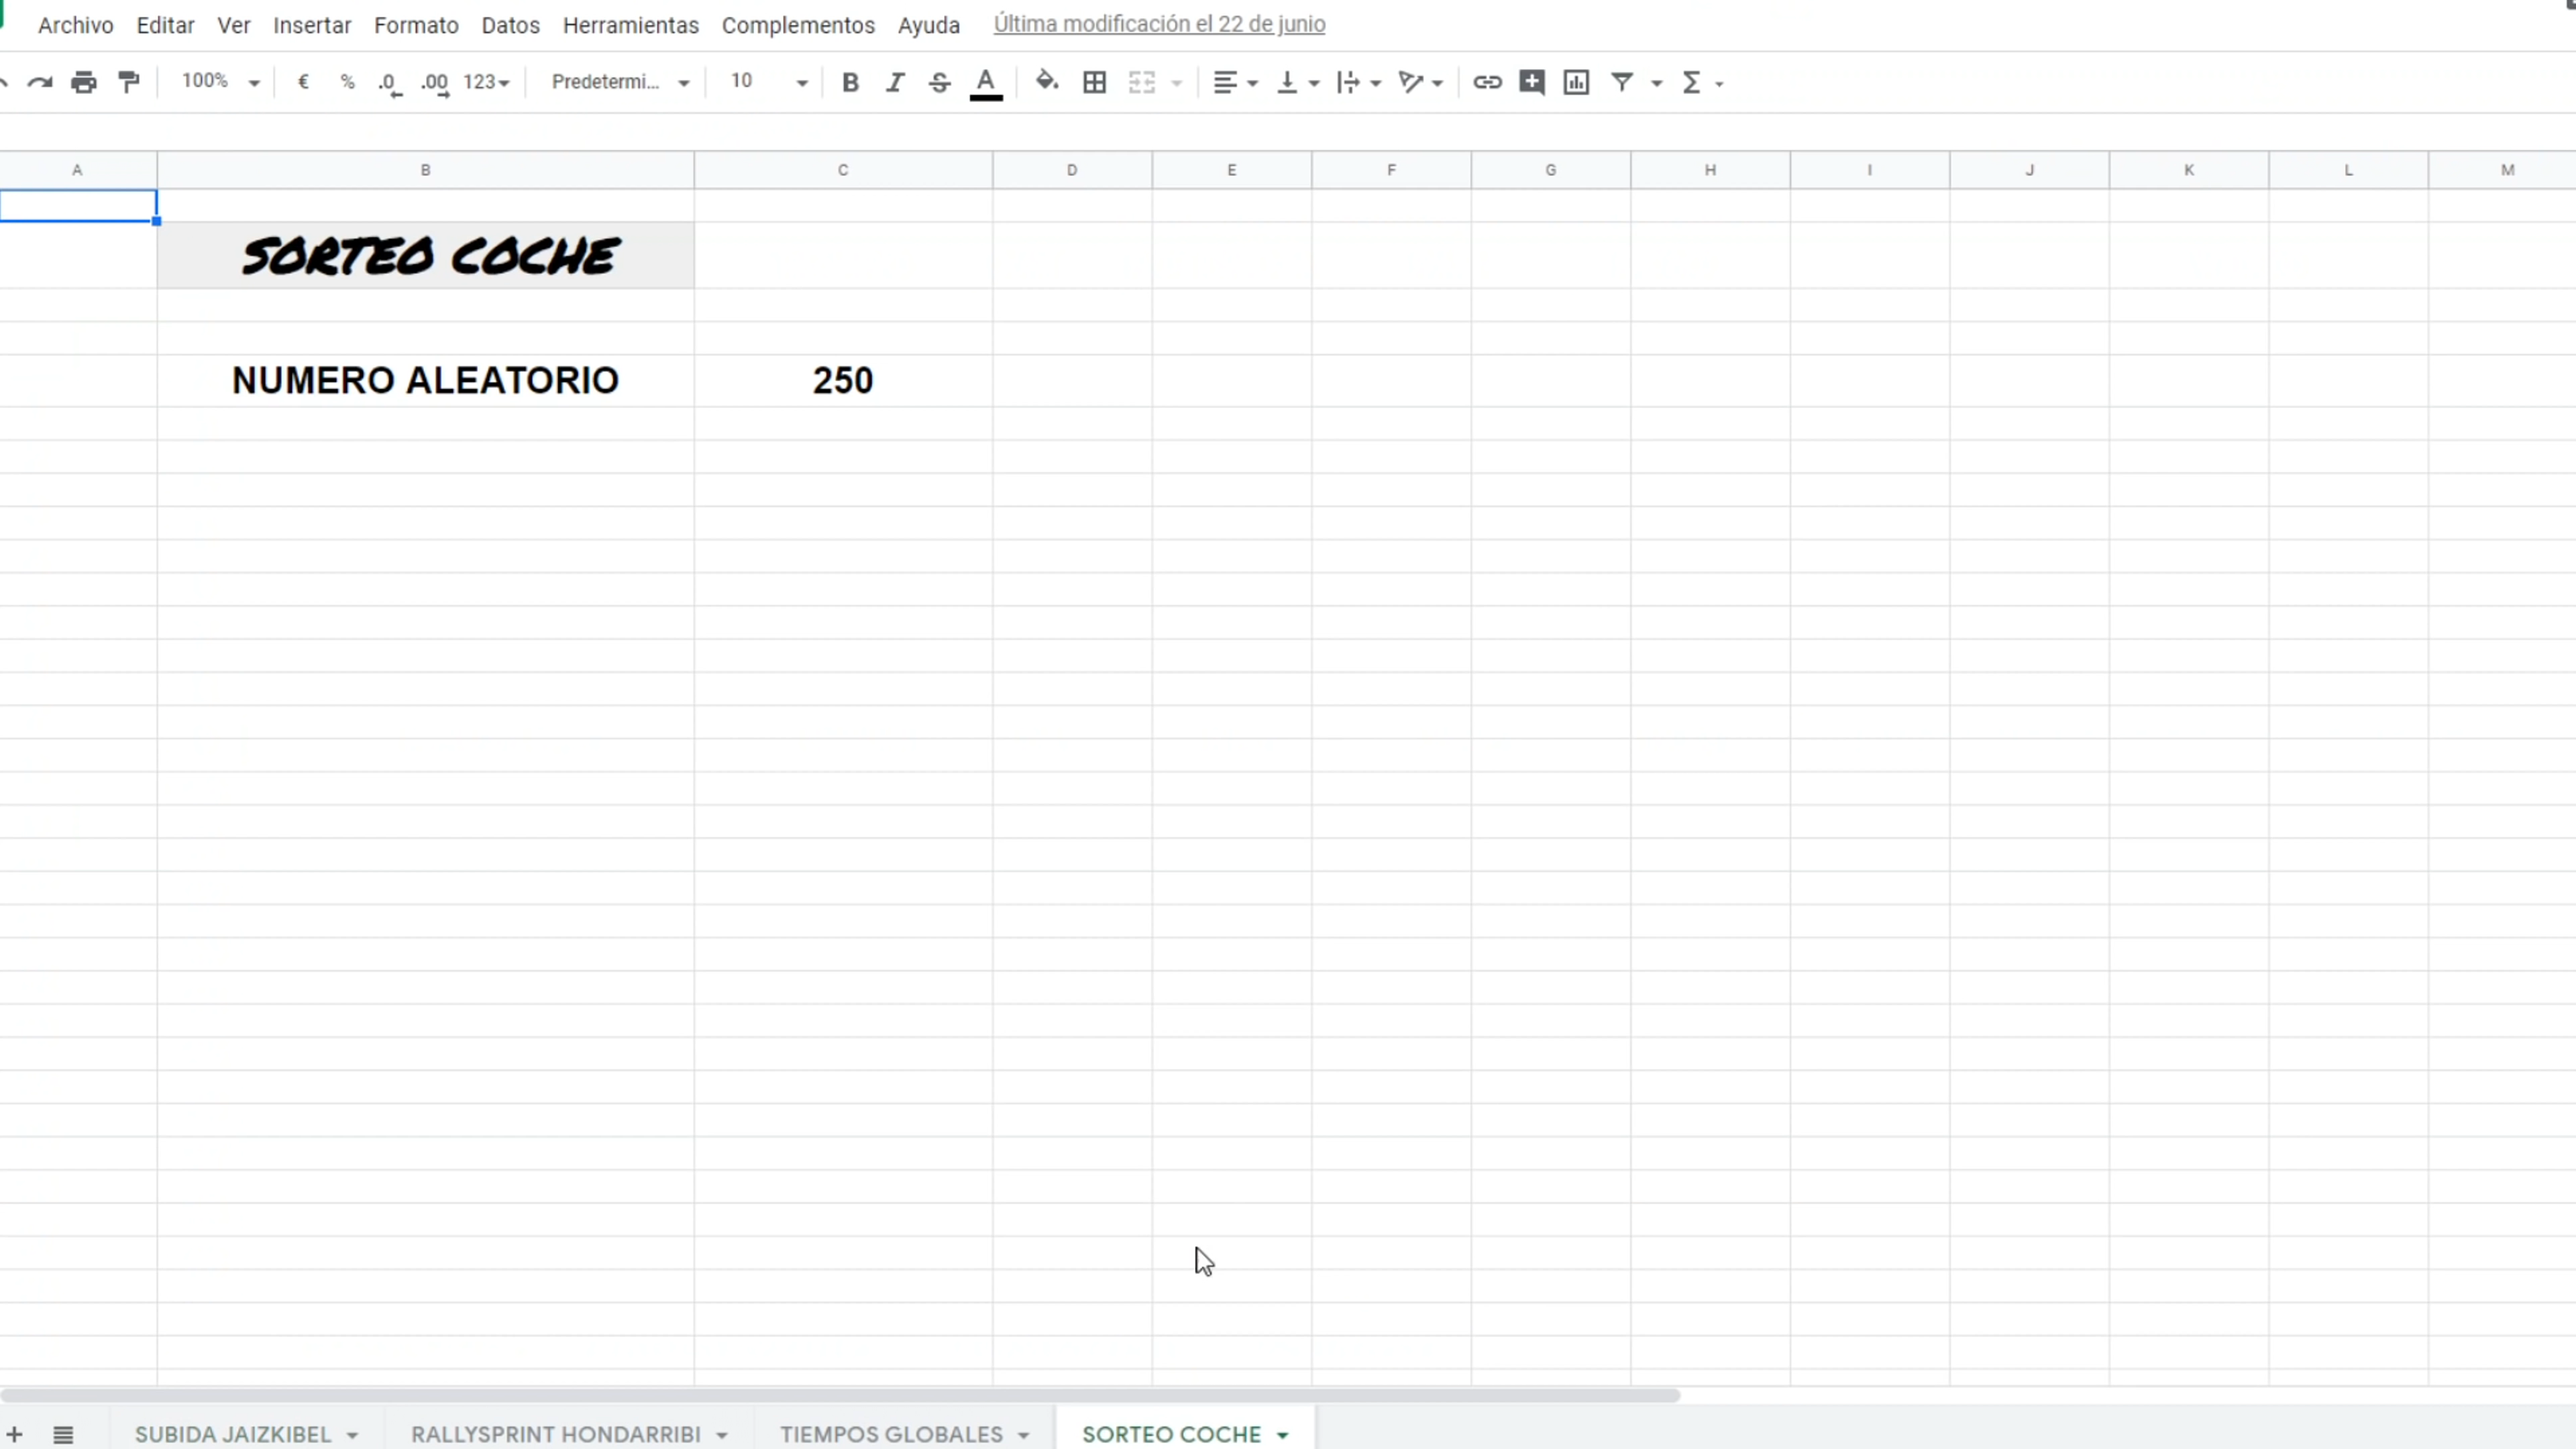 Archivo Editar Ver Insertar Formato Datos Herramientas Complementos Ayuda Última modificación el 22 de junio
100% € % .0 .00 123 Predetermi... 10 B I S A Σ
A B C D E F G H I J K L M
SORTEO COCHE
NUMERO ALEATORIO 250
SUBIDA JAIZKIBEL RALLYSPRINT HONDARRIBI TIEMPOS GLOBALES SORTEO COCHE